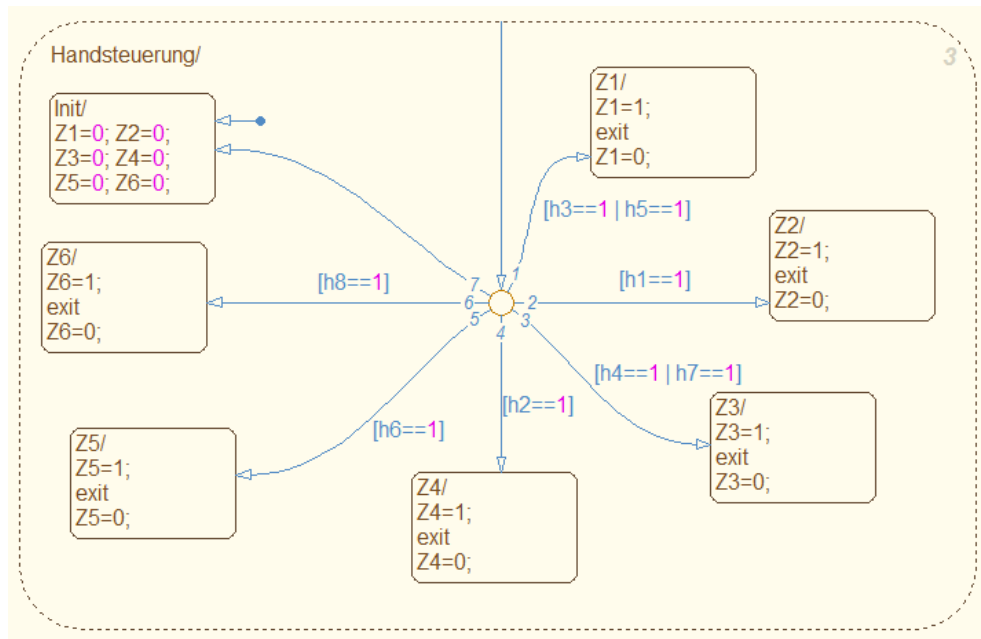 Handsteuerung/
3
Init/
Z1=0; Z2=0;
Z3=0; Z4=0;
Z5=0; Z6=0;
Z1/
Z1=1;
exit
Z1=0;
[h3==1 | h5==1]
Z2/
Z2=1;
exit
Z2=0;
[h1==1]
Z6/
Z6=1;
exit
Z6=0;
[h8==1]
7
1
6
2
5
3
4
[h4==1 | h7==1]
Z3/
Z3=1;
exit
Z3=0;
[h2==1]
[h6==1]
Z5/
Z5=1;
exit
Z5=0;
Z4/
Z4=1;
exit
Z4=0;